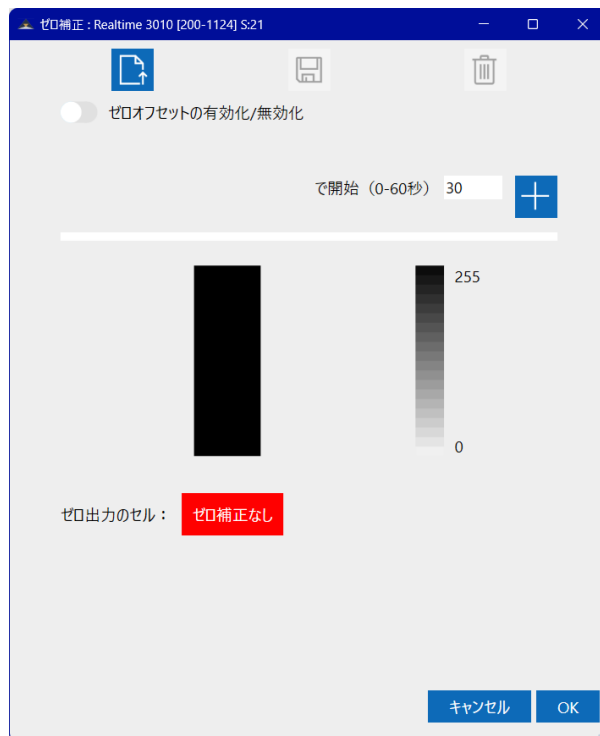 ゼロ補正 : Realtime 3010 [200-1124] S:21
ゼロオフセットの有効化/無効化
で開始（0-60秒） 30
255
0
ゼロ出力のセル： ゼロ補正なし
キャンセル OK